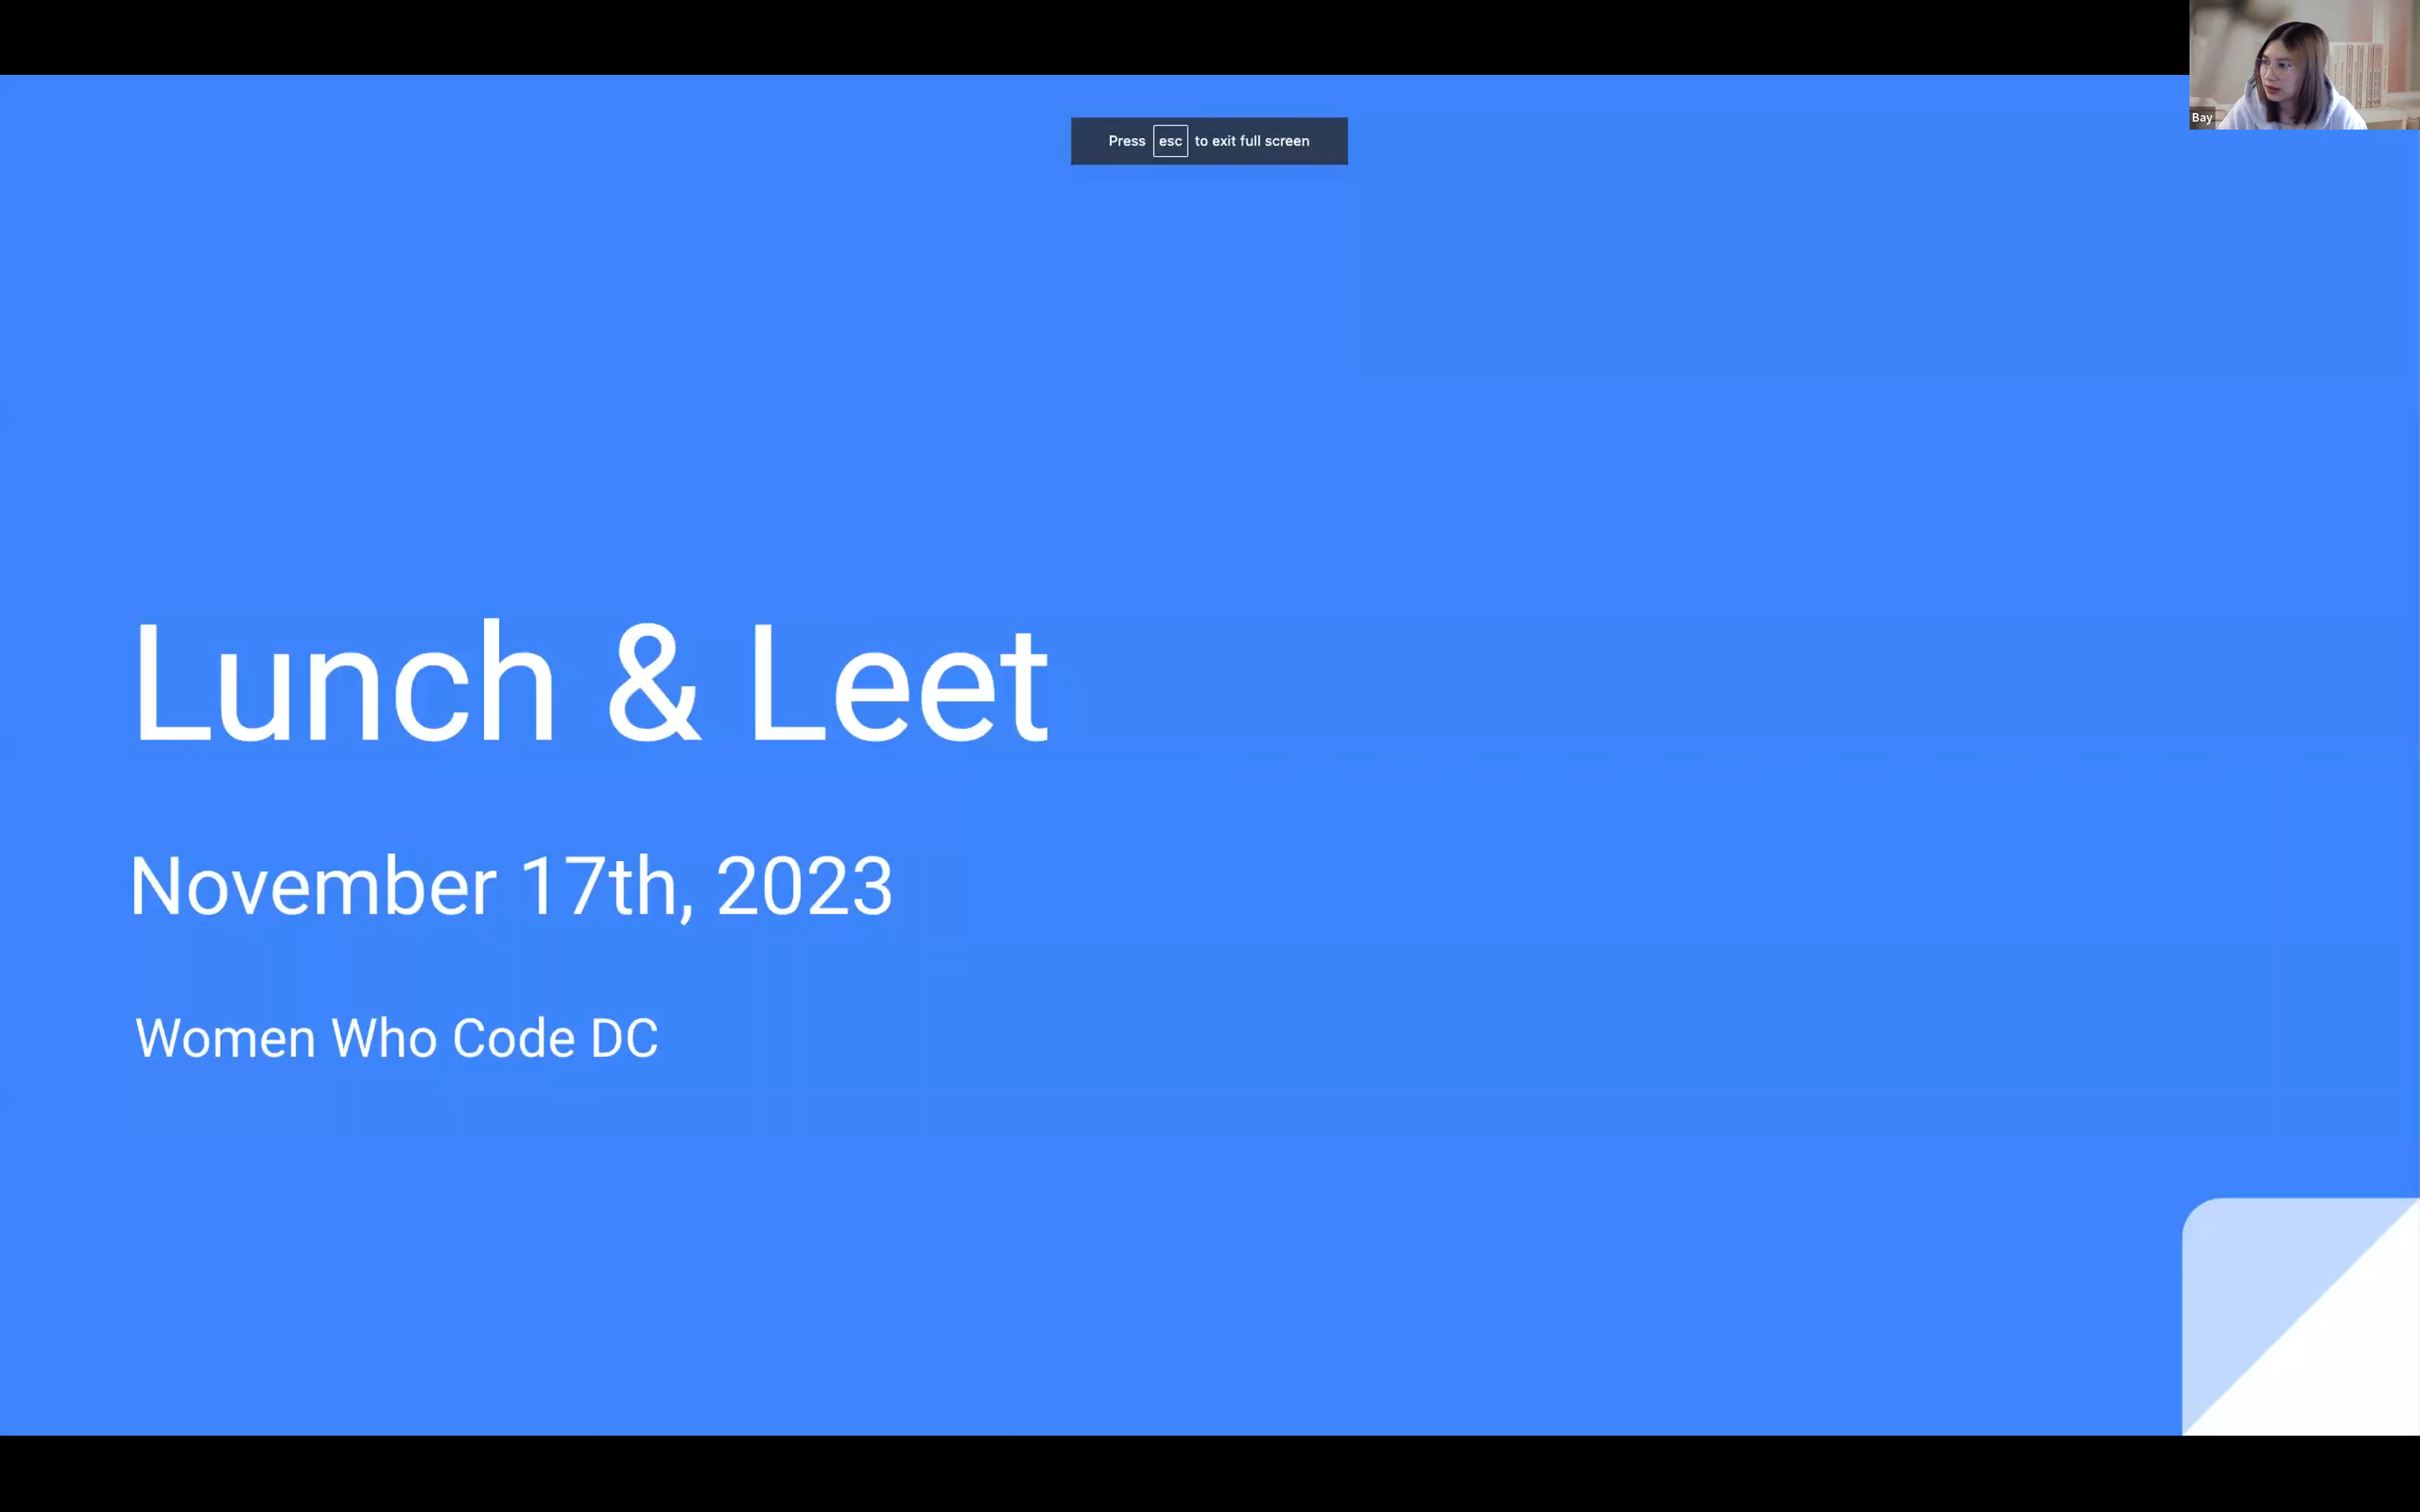 Bay
Press esc to exit full screen
Lunch & Leet
November 17th, 2023
Women Who Code DC